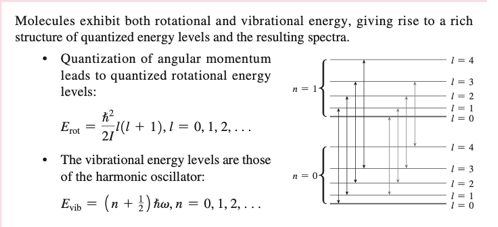 Molecules exhibit both rotational and vibrational energy, giving rise to a rich
structure of quantized energy levels and the resulting spectra.
• Quantization of angular momentum
leads to quantized rotational energy
levels:
E_rot = ħ²/2I l(l + 1), l = 0, 1, 2, . . .
• The vibrational energy levels are those
of the harmonic oscillator:
E_vib = (n + ½) ħω, n = 0, 1, 2, . . .
n = 1
l = 4
l = 3
l = 2
l = 1
l = 0
n = 0
l = 4
l = 3
l = 2
l = 1
l = 0